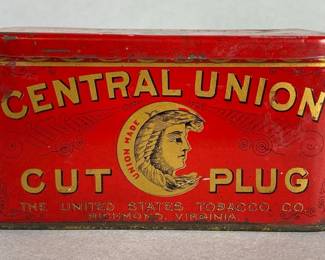 CENTRAL UNION
UNION MADE
CUT PLUG
THE UNITED STATES TOBACCO CO.
RICHMOND, VIRGINIA.